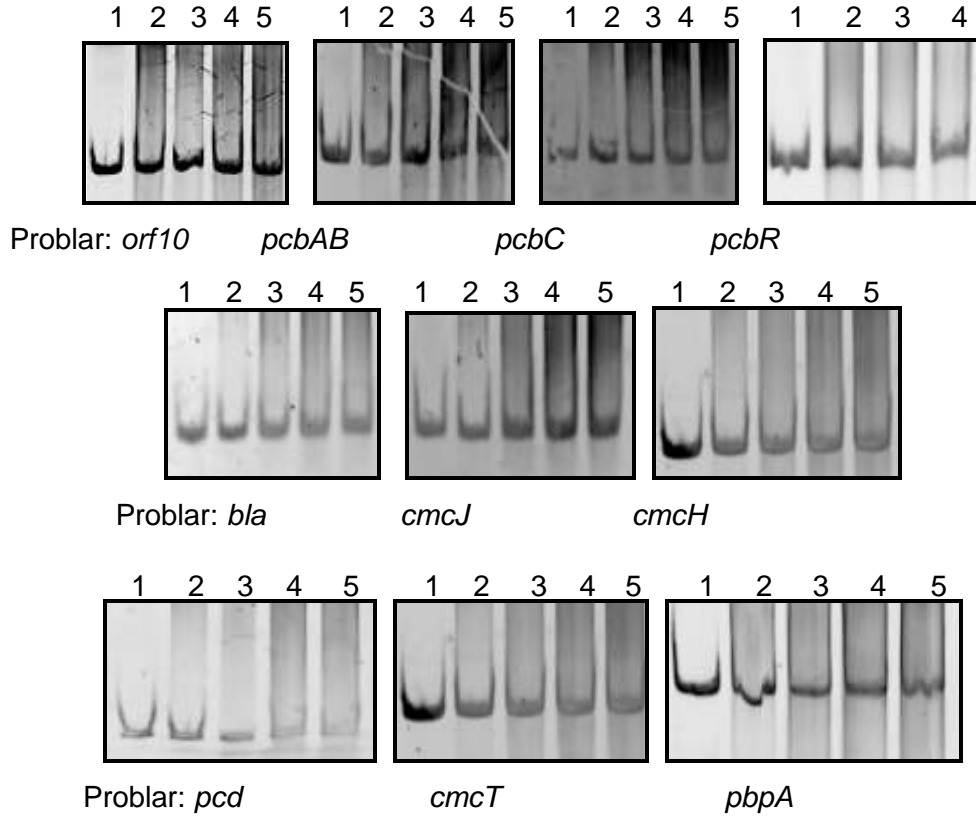 1 2 3 4 5 1 2 3 4 5 1 2 3 4 5 1 2 3 4
Problar: orf10 pcbAB pcbC pcbR
1 2 3 4 5 1 2 3 4 5 1 2 3 4 5
Problar: bla cmcJ cmcH
1 2 3 4 5 1 2 3 4 5 1 2 3 4 5
Problar: pcd cmcT pbpA